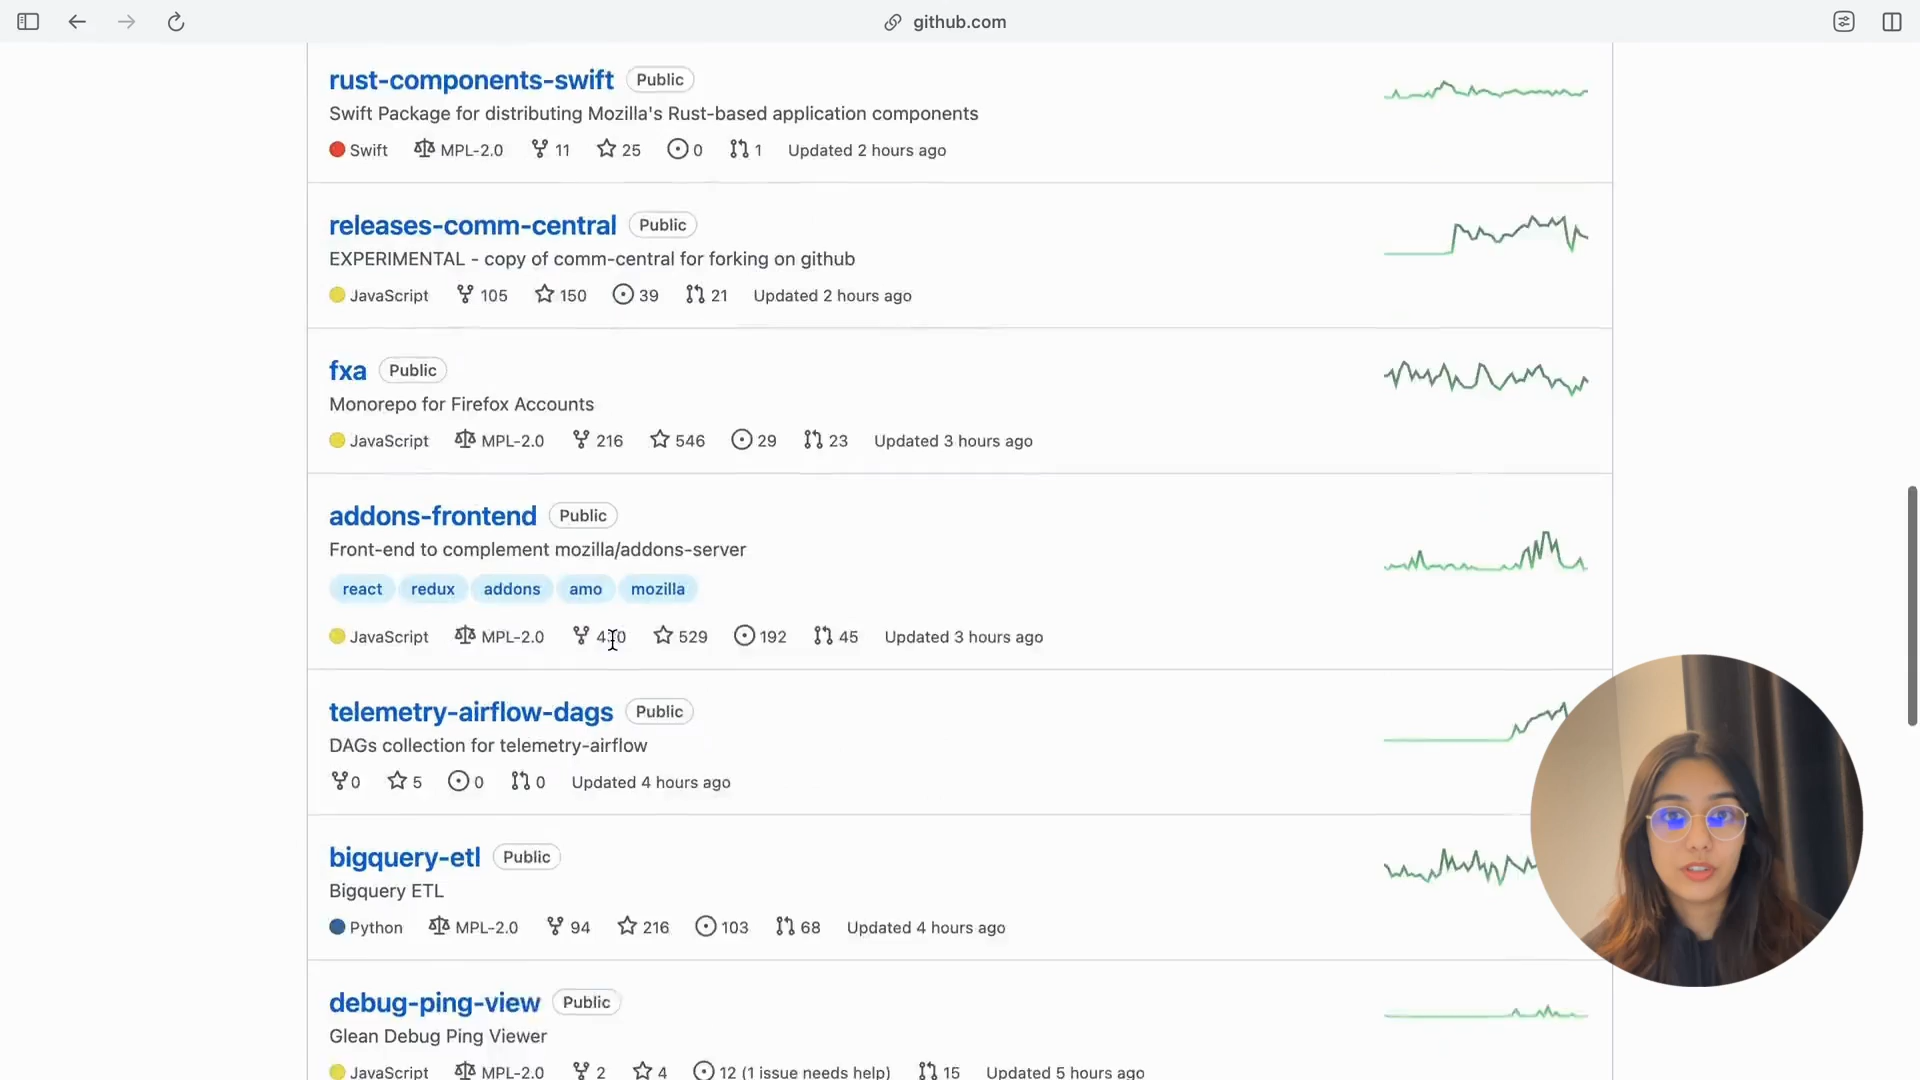 github.com
rust-components-swift Public
Swift Package for distributing Mozilla's Rust-based application components
Swift MPL-2.0 11 25 0 1 Updated 2 hours ago
releases-comm-central Public
EXPERIMENTAL - copy of comm-central for forking on github
JavaScript 105 150 39 21 Updated 2 hours ago
fxa Public
Monorepo for Firefox Accounts
JavaScript MPL-2.0 216 546 29 23 Updated 3 hours ago
addons-frontend Public
Front-end to complement mozilla/addons-server
react redux addons amo mozilla
JavaScript MPL-2.0 529 192 45 Updated 3 hours ago
telemetry-airflow-dags Public
DAGs collection for telemetry-airflow
0 5 0 0 Updated 4 hours ago
bigquery-etl Public
Bigquery ETL
Python MPL-2.0 94 216 103 68 Updated 4 hours ago
debug-ping-view Public
Glean Debug Ping Viewer
JavaScript MPL-2.0 2 4 12 (1 issue needs help) 15 Updated 5 hours ago